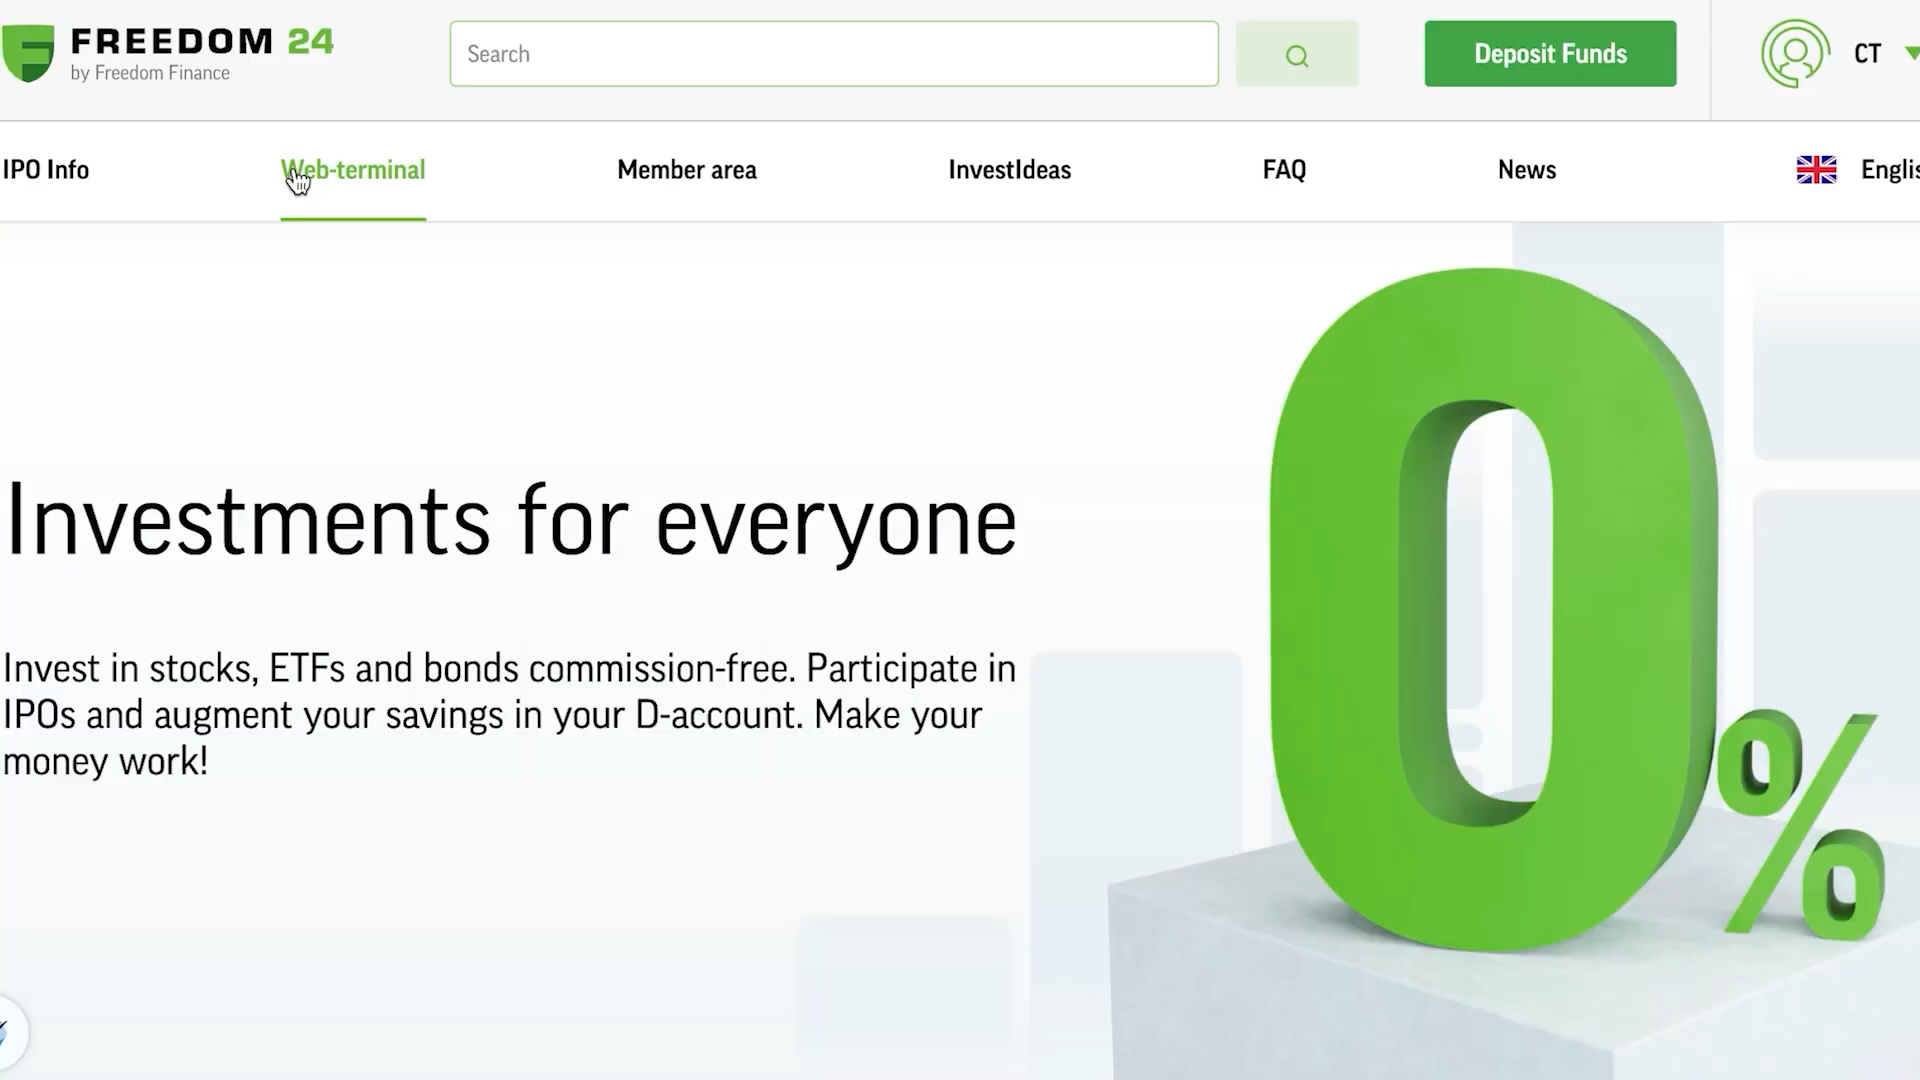 FREEDOM 24
by Freedom Finance
Search
Deposit Funds
CT
IPO Info
Web-terminal
Member area
InvestIdeas
FAQ
News
Englis
Investments for everyone
Invest in stocks, ETFs and bonds commission-free. Participate in
IPOs and augment your savings in your D-account. Make your
money work!
0%